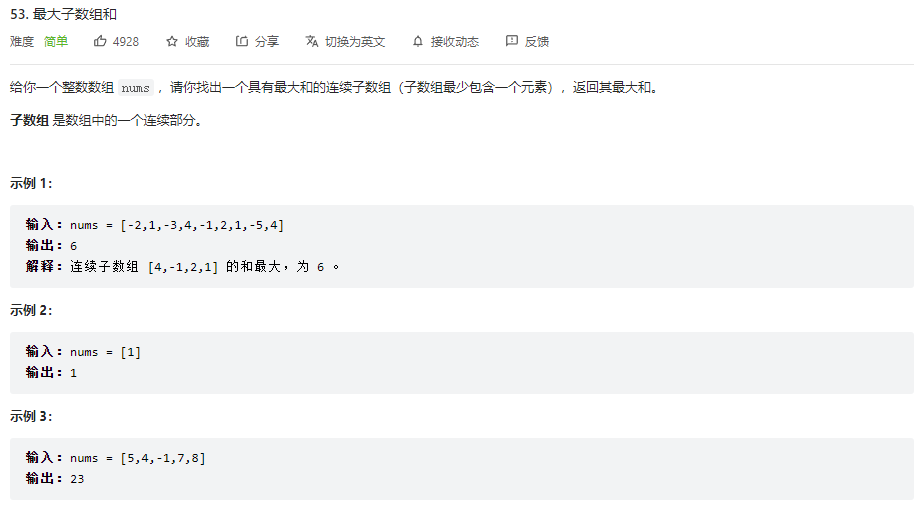 53. 最大子数组和
难度 简单 4928 收藏 分享 切换为英文 接收动态 反馈
给你一个整数数组 nums ，请你找出一个具有最大和的连续子数组（子数组最少包含一个元素），返回其最大和。
子数组 是数组中的一个连续部分。
示例 1：
输入：nums = [-2,1,-3,4,-1,2,1,-5,4]
输出：6
解释：连续子数组 [4,-1,2,1] 的和最大，为 6 。
示例 2：
输入：nums = [1]
输出：1
示例 3：
输入：nums = [5,4,-1,7,8]
输出：23